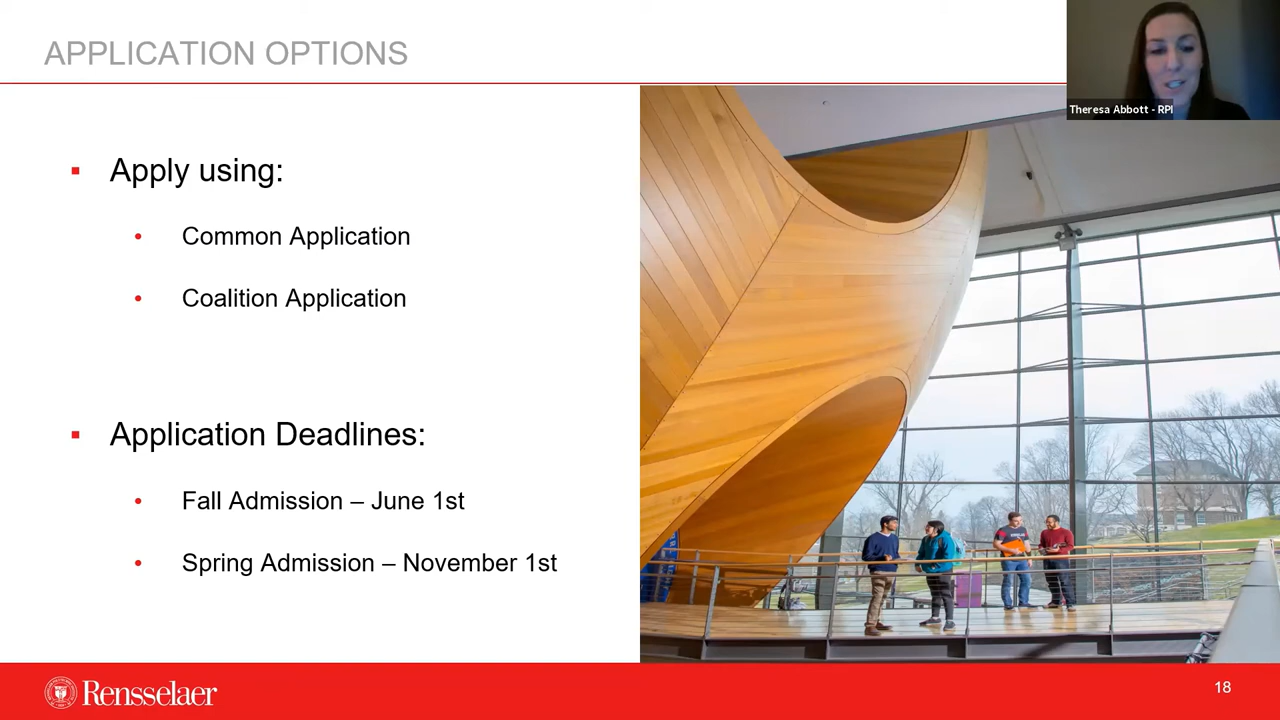 APPLICATION OPTIONS
Theresa Abbott - RPI
▪ Apply using:
• Common Application
• Coalition Application
▪ Application Deadlines:
• Fall Admission – June 1st
• Spring Admission – November 1st
Rensselaer
18